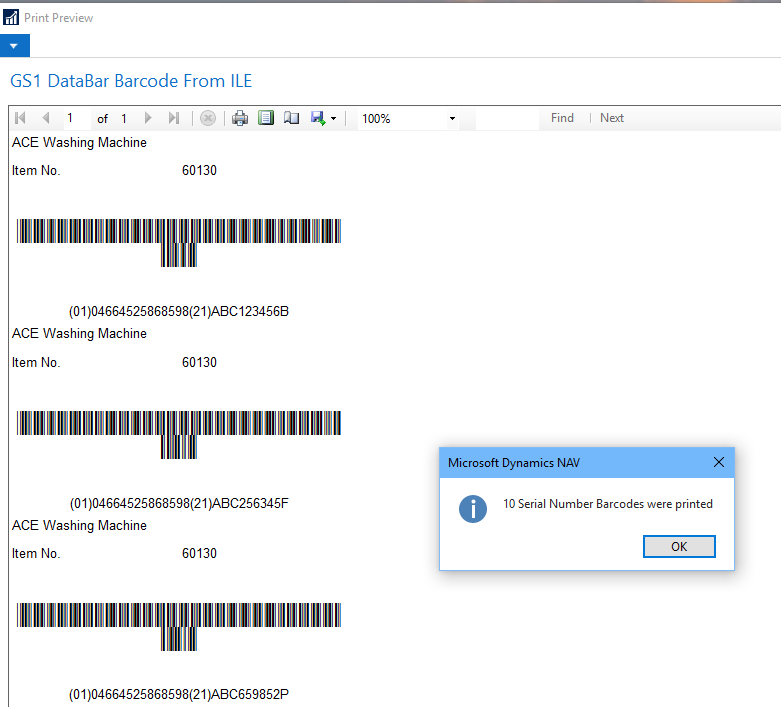 Print Preview
GS1 DataBar Barcode From ILE
1 of 1 100% Find Next
ACE Washing Machine
Item No. 60130
(01)04664525868598(21)ABC123456B
ACE Washing Machine
Item No. 60130
(01)04664525868598(21)ABC256345F
ACE Washing Machine
Item No. 60130
(01)04664525868598(21)ABC659852P
Microsoft Dynamics NAV
10 Serial Number Barcodes were printed
OK